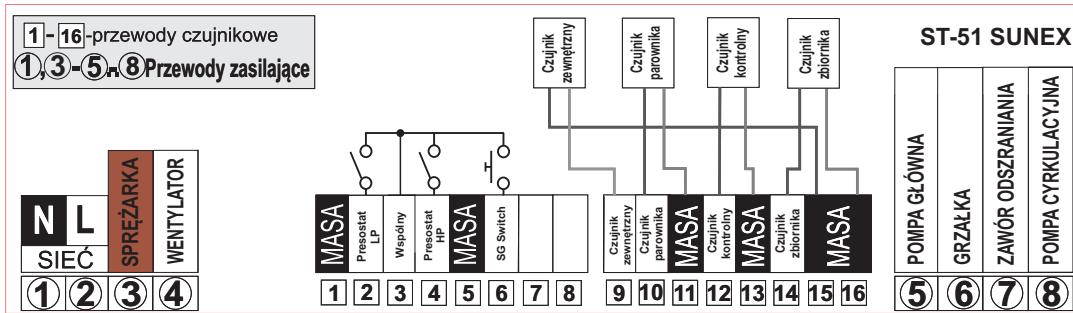 1-16-przewody czujnikowe
1,3-5-8 Przewody zasilające
ST-51 SUNEX
Czujnik
zewnętrzny
Czujnik
parownika
Czujnik
kontrolny
Czujnik
zbiornika
N L
SIEĆ
SPRĘŻARKA
WENTYLATOR
1 2 3 4
MASA
Presostat
LP
Wspólny
Presostat
HP
MASA
SG Switch
1 2 3 4 5 6 7 8
Czujnik
zewnętrzny
Czujnik
parownika
MASA
Czujnik
kontrolny
MASA
Czujnik
zbiornika
MASA
9 10 11 12 13 14 15 16
POMPA GŁÓWNA
GRZAŁKA
ZAWÓR ODSZRANIANIA
POMPA CYRKULACYJNA
5 6 7 8